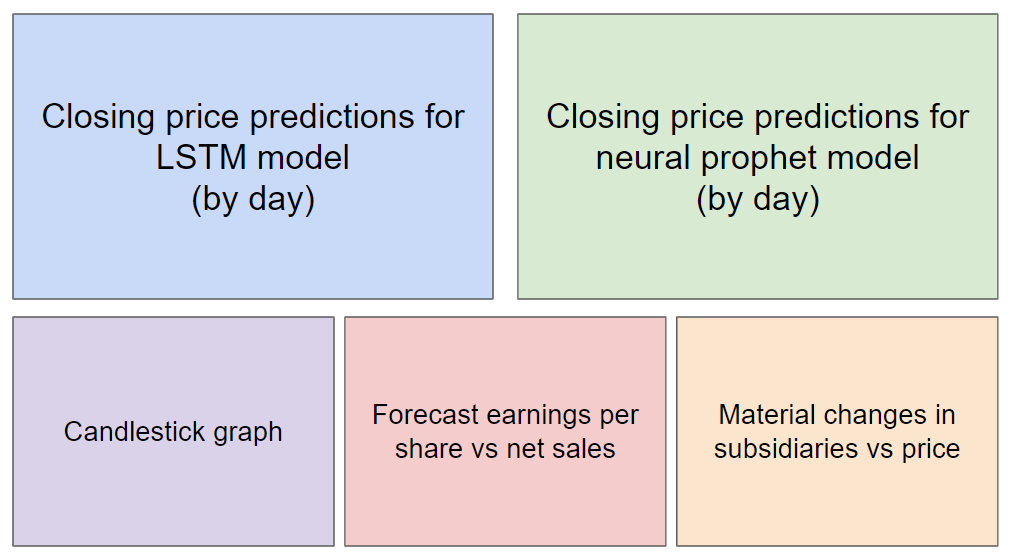 Closing price predictions for
LSTM model
(by day)
Closing price predictions for
neural prophet model
(by day)
Candlestick graph
Forecast earnings per
share vs net sales
Material changes in
subsidiaries vs price